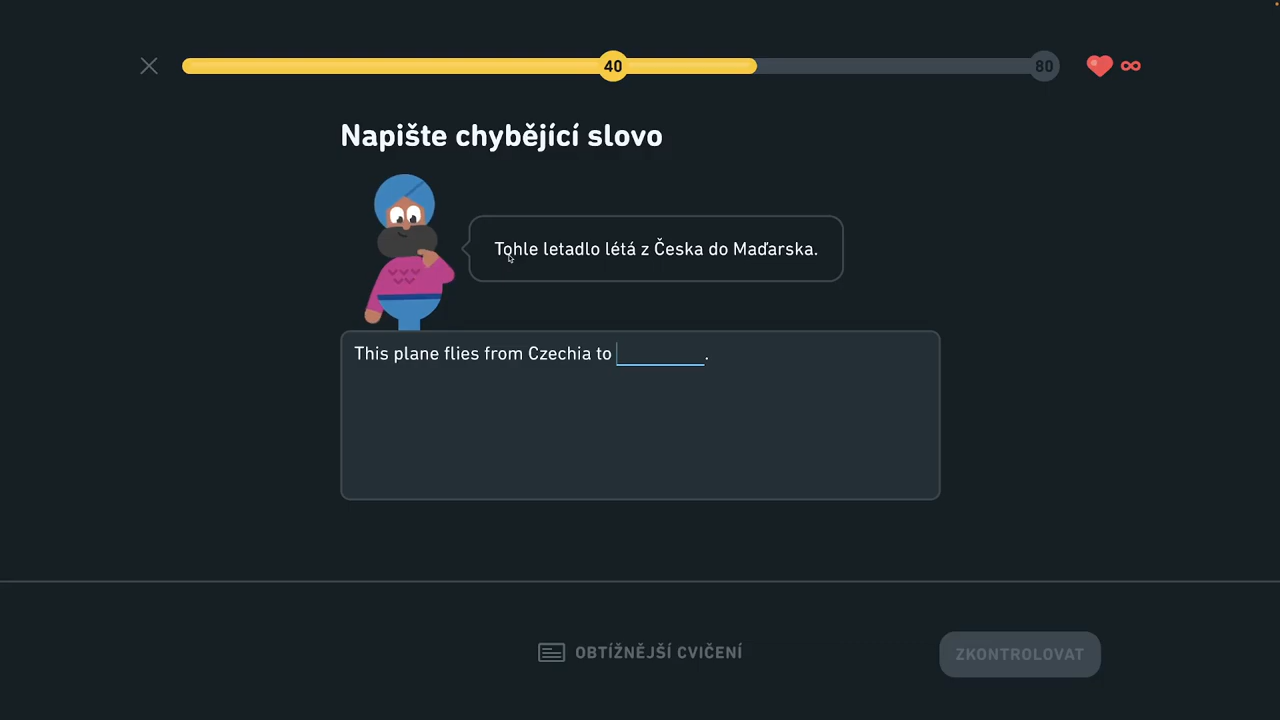 40
80
∞
Napište chybějící slovo
Tohle letadlo létá z Česka do Maďarska.
This plane flies from Czechia to ________.
OBTÍŽNĚJŠÍ CVIČENÍ
ZKONTROLOVAT